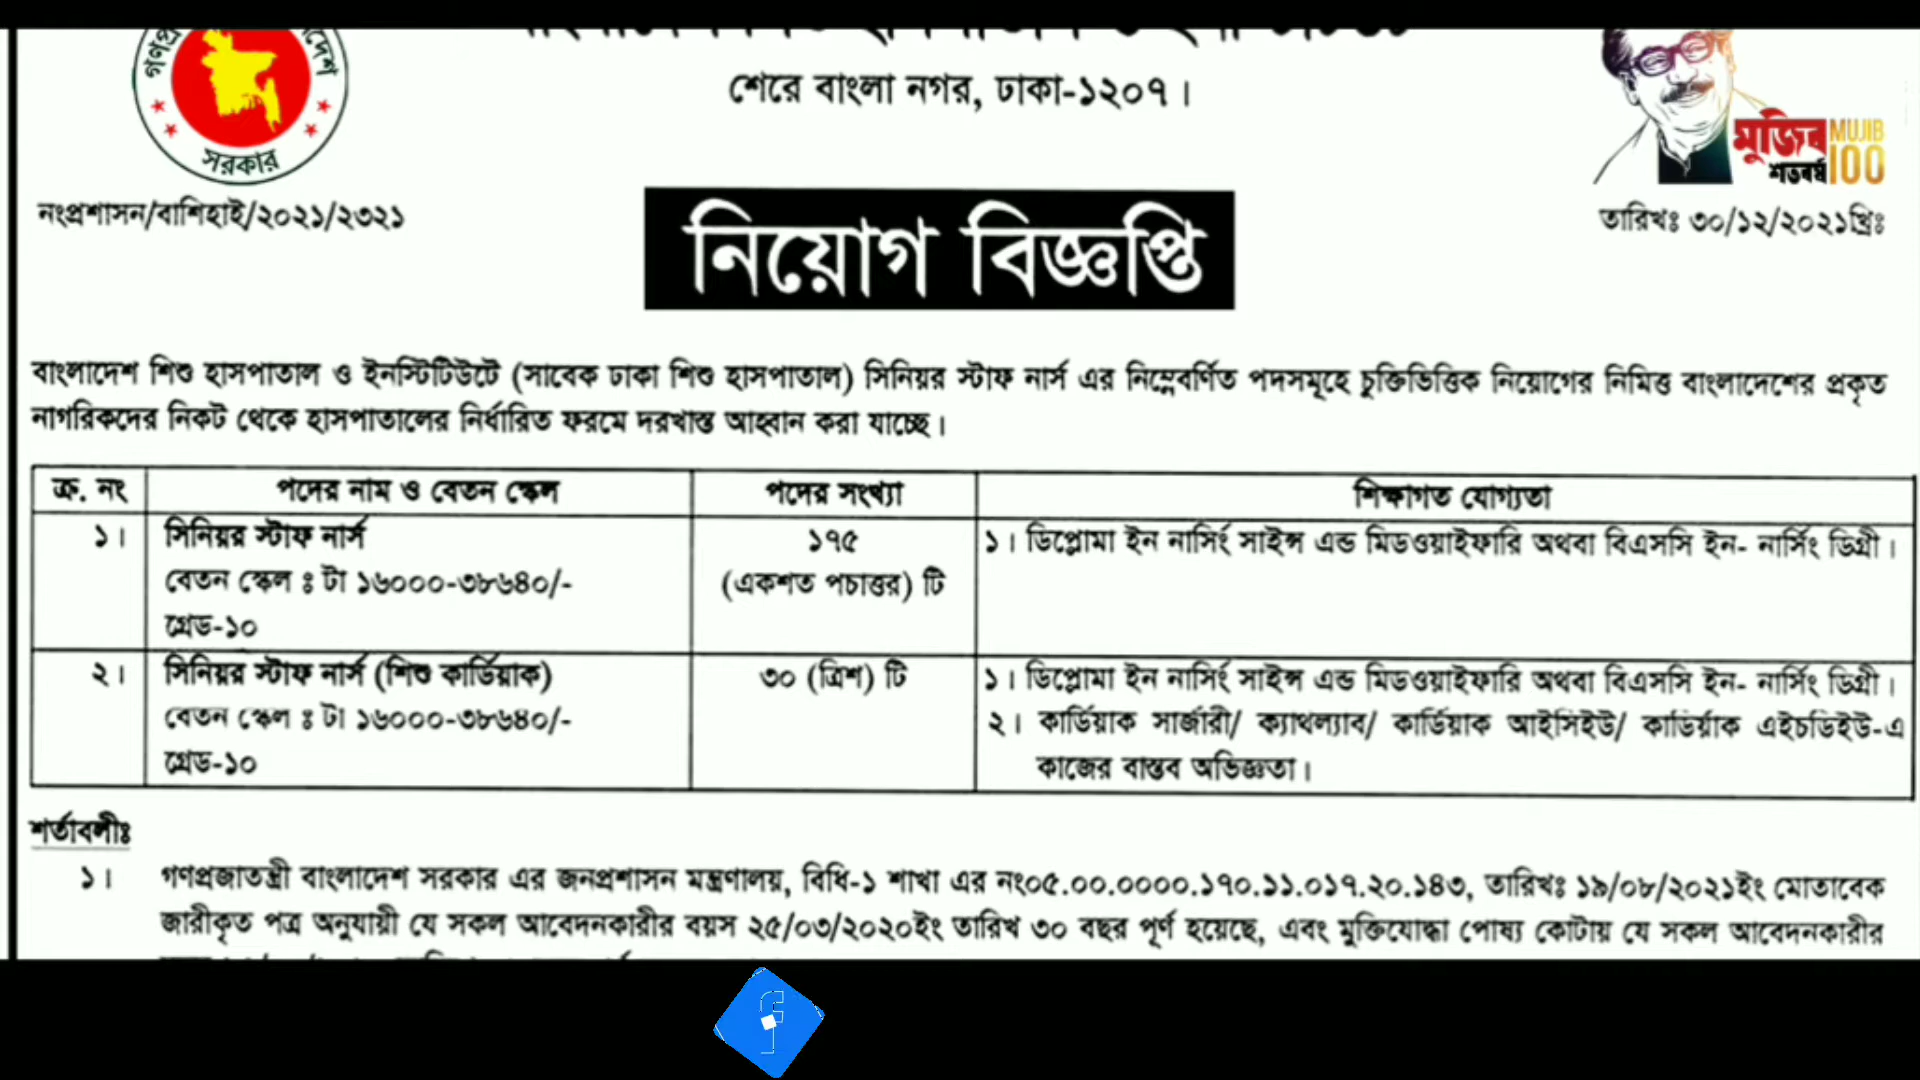 শেরে বাংলা নগর, ঢাকা-১২০৭।
সরকার
মুজিব MUJIB
শতবর্ষ 100
নংপ্রশাসন/বাশিহাই/২০২১/২৩২১
নিয়োগ বিজ্ঞপ্তি
তারিখঃ ৩০/১২/২০২১খ্রিঃ
বাংলাদেশ শিশু হাসপাতাল ও ইনস্টিটিউটে (সাবেক ঢাকা শিশু হাসপাতাল) সিনিয়র স্টাফ নার্স এর নিম্নেবর্ণিত পদসমূহে চুক্তিভিত্তিক নিয়োগের নিমিত্ত বাংলাদেশের প্রকৃত
নাগরিকদের নিকট থেকে হাসপাতালের নির্ধারিত ফরমে দরখাস্ত আহ্বান করা যাচ্ছে।
ক্র. নং পদের নাম ও বেতন স্কেল পদের সংখ্যা শিক্ষাগত যোগ্যতা
১। সিনিয়র স্টাফ নার্স ১৭৫ ১। ডিপ্লোমা ইন নার্সিং সাইন্স এন্ড মিডওয়াইফারি অথবা বিএসসি ইন- নার্সিং ডিগ্রী।
বেতন স্কেল ঃ টা ১৬০০০-৩৮৬৪০/- (একশত পচাত্তর) টি
গ্রেড-১০
২। সিনিয়র স্টাফ নার্স (শিশু কার্ডিয়াক) ৩০ (ত্রিশ) টি ১। ডিপ্লোমা ইন নার্সিং সাইন্স এন্ড মিডওয়াইফারি অথবা বিএসসি ইন- নার্সিং ডিগ্রী।
বেতন স্কেল ঃ টা ১৬০০০-৩৮৬৪০/- ২। কার্ডিয়াক সার্জারী/ ক্যাথল্যাব/ কার্ডিয়াক আইসিইউ/ কার্ডিয়াক এইচডিইউ-এ
গ্রেড-১০ কাজের বাস্তব অভিজ্ঞতা।
শর্তাবলীঃ
১। গণপ্রজাতন্ত্রী বাংলাদেশ সরকার এর জনপ্রশাসন মন্ত্রণালয়, বিধি-১ শাখা এর নং০৫.০০.০০০০.১৭০.১১.০১৭.২০.১৪৩, তারিখঃ ১৯/০৮/২০২১ইং মোতাবেক
জারীকৃত পত্র অনুযায়ী যে সকল আবেদনকারীর বয়স ২৫/০৩/২০২০ইং তারিখ ৩০ বছর পূর্ণ হয়েছে, এবং মুক্তিযোদ্ধা পোষ্য কোটায় যে সকল আবেদনকারীর